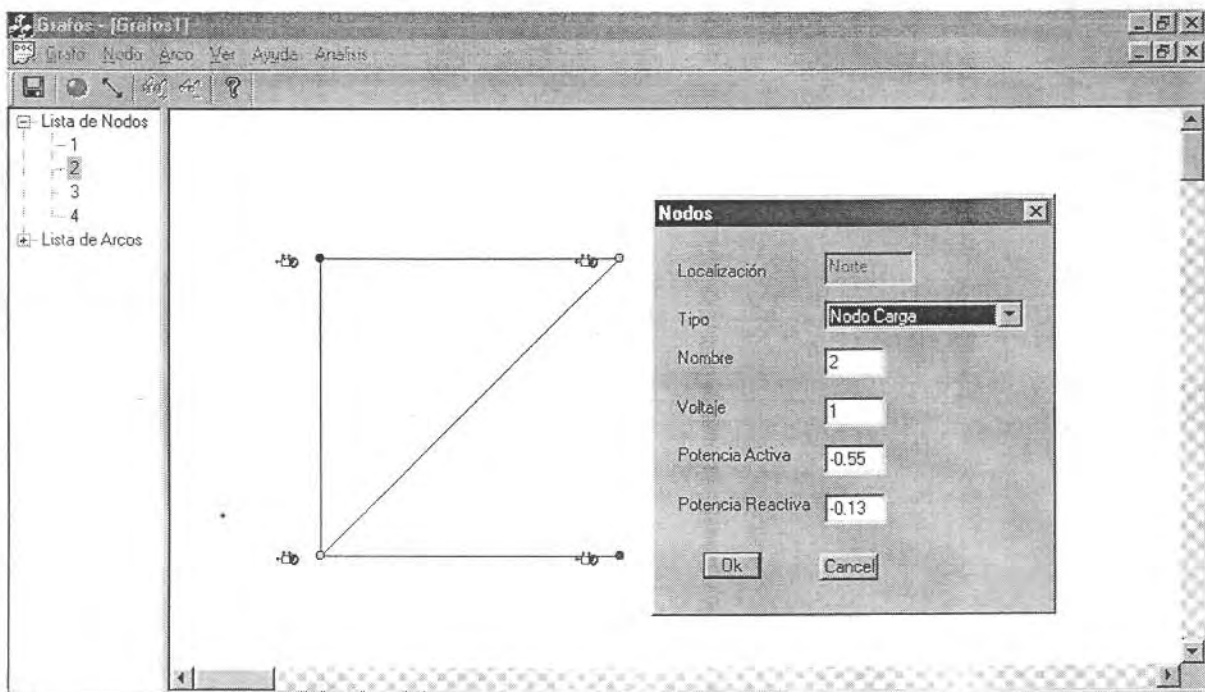 Grafos - [Grafos1]
Grafo Nodo Arco Ver Ayuda Analisis
Lista de Nodos
1
2
3
4
Lista de Arcos
Nodos
Localización Norte
Tipo Nodo Carga
Nombre 2
Voltaje 1
Potencia Activa -0.55
Potencia Reactiva -0.13
Ok Cancel